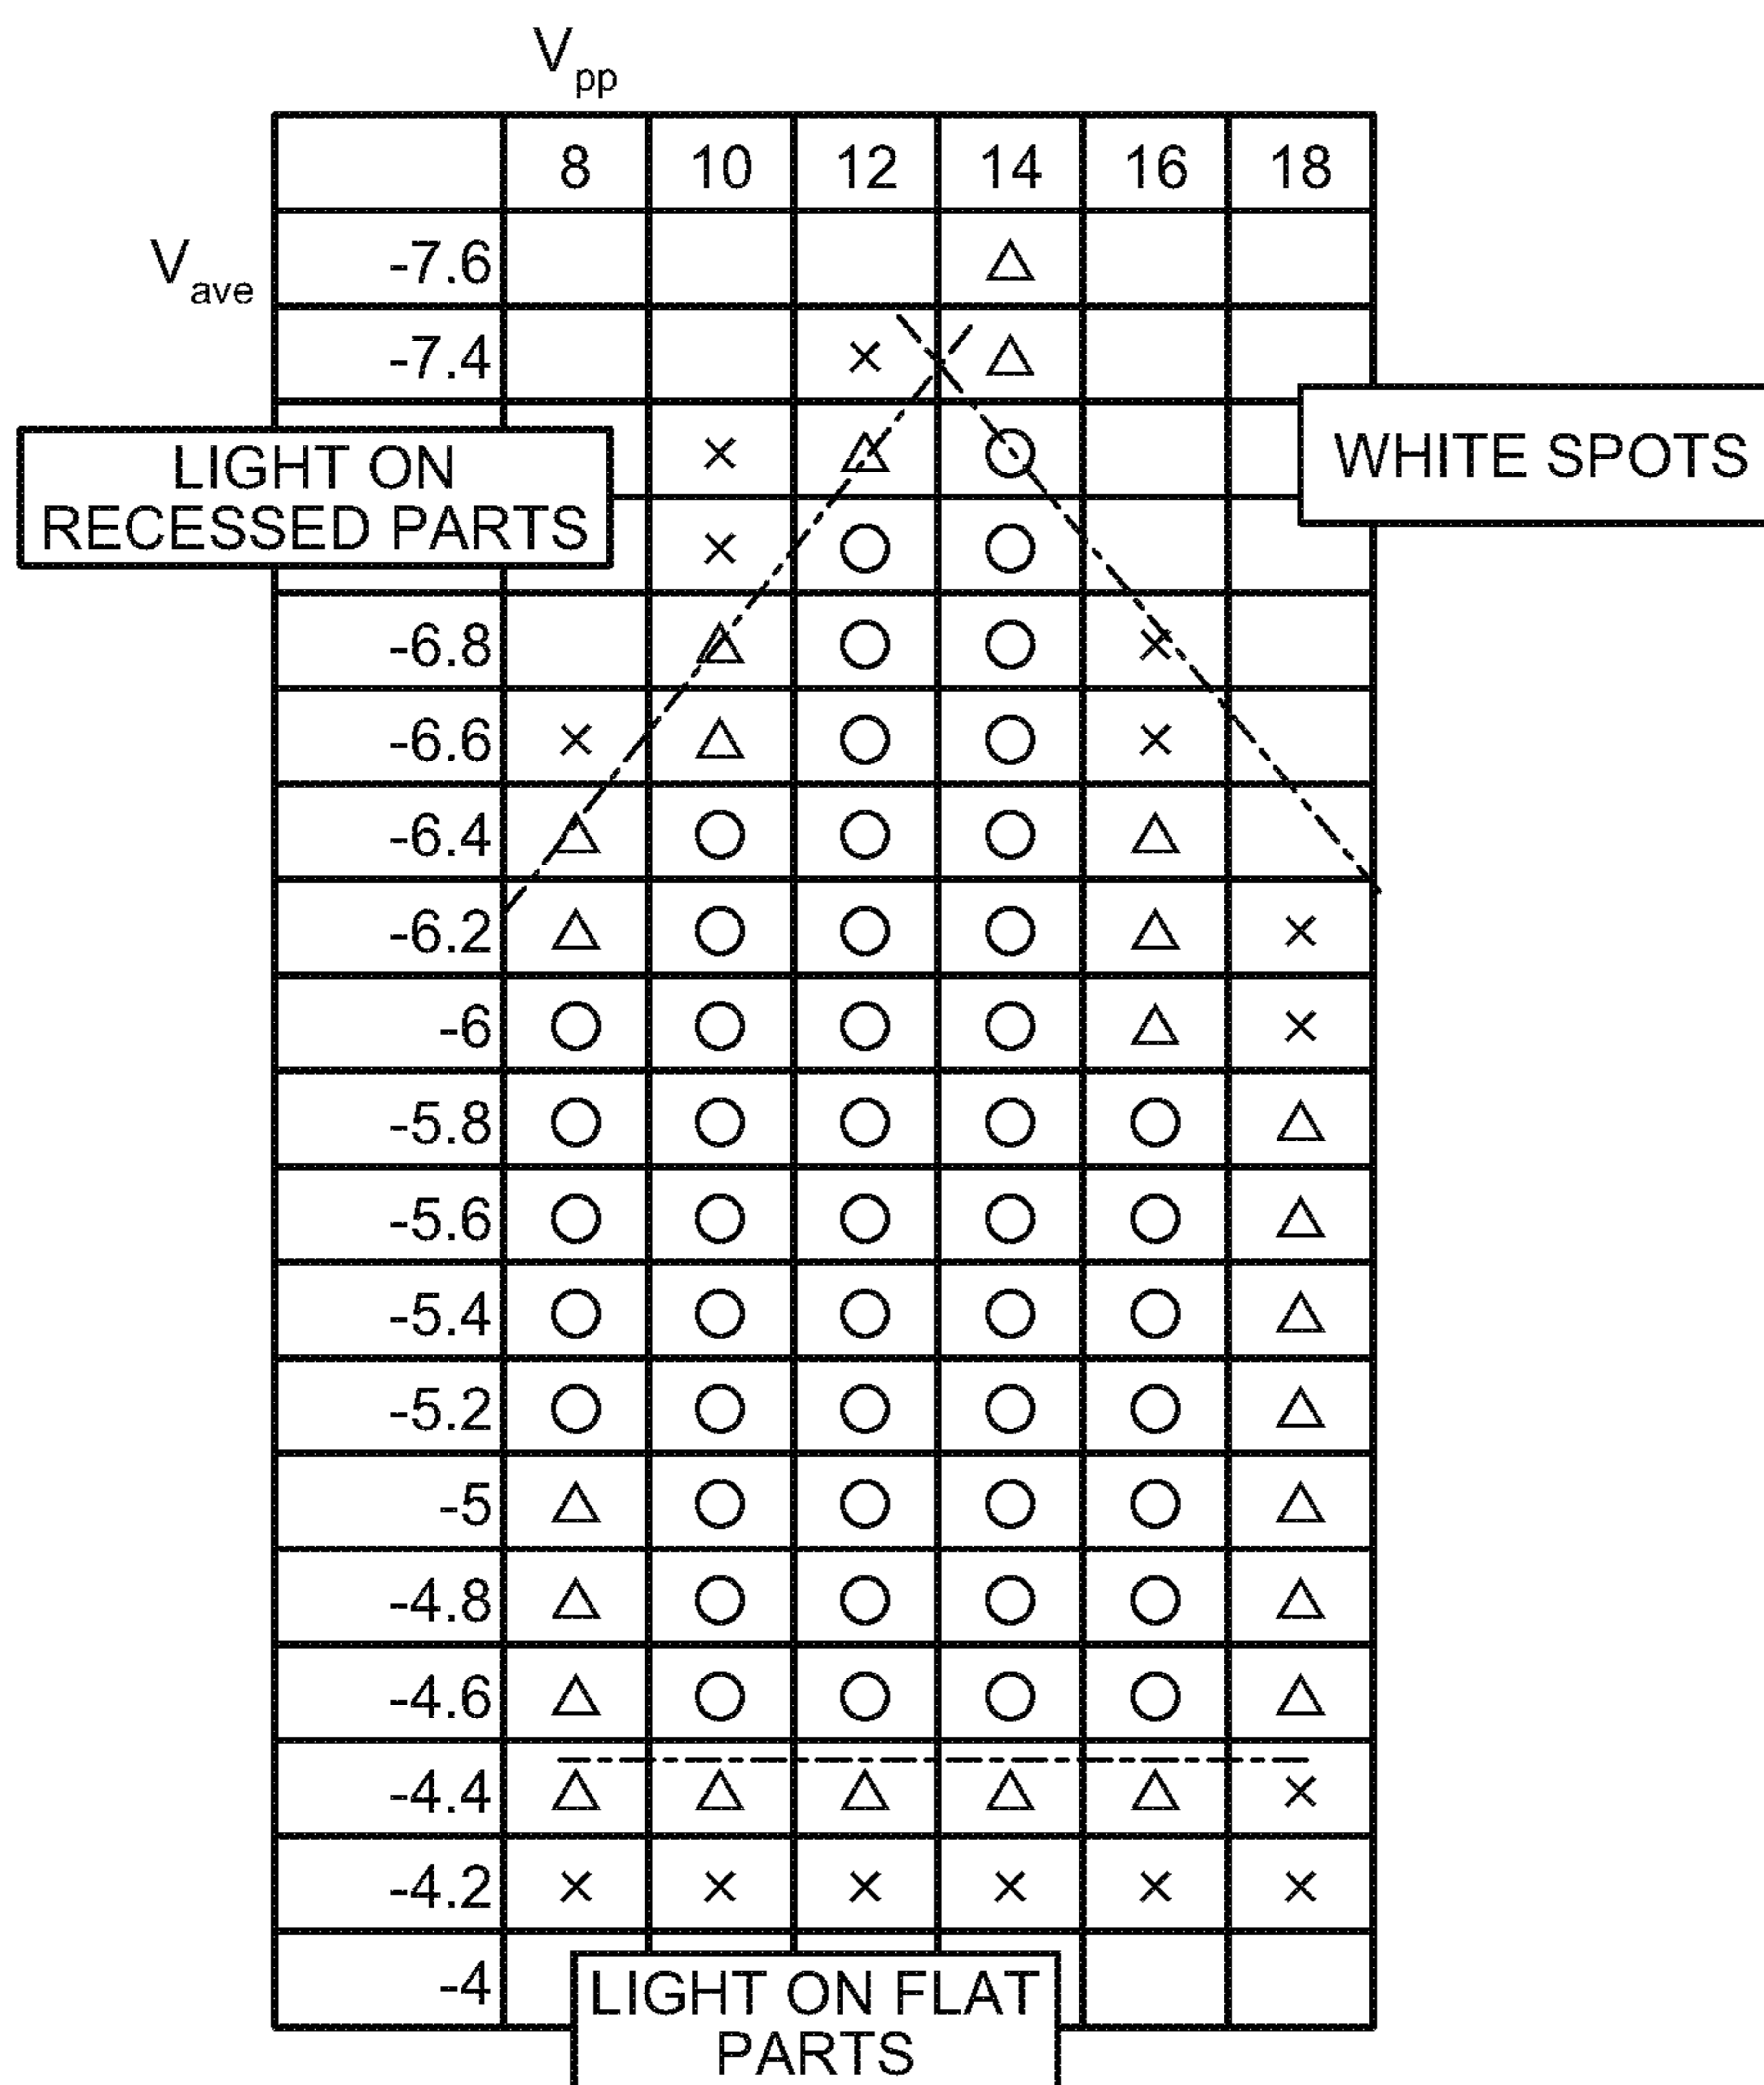 Vpp
8 10 12 14 16 18
Vave
-7.6 △
-7.4 × △
× △ ○
LIGHT ON
RECESSED PARTS
WHITE SPOTS
× ○ ○
-6.8 △ ○ ○ ×
-6.6 × △ ○ ○ ×
-6.4 △ ○ ○ ○ △
-6.2 △ ○ ○ ○ △ ×
-6 ○ ○ ○ ○ △ ×
-5.8 ○ ○ ○ ○ ○ △
-5.6 ○ ○ ○ ○ ○ △
-5.4 ○ ○ ○ ○ ○ △
-5.2 ○ ○ ○ ○ ○ △
-5 △ ○ ○ ○ ○ △
-4.8 △ ○ ○ ○ ○ △
-4.6 △ ○ ○ ○ ○ △
-4.4 △ △ △ △ △ ×
-4.2 × × × × × ×
-4
LIGHT ON FLAT
PARTS